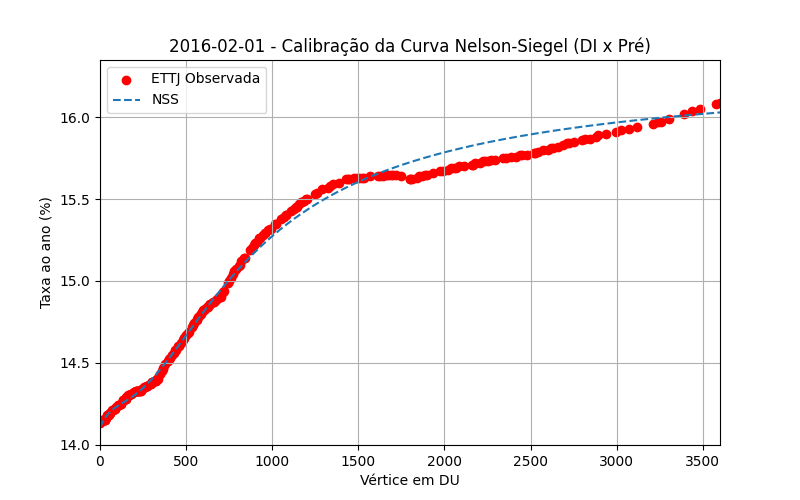 2016-02-01 - Calibração da Curva Nelson-Siegel (DI x Pré)
ETTJ Observada
NSS
Taxa ao ano (%)
16.0
15.5
15.0
14.5
14.0
0 500 1000 1500 2000 2500 3000 3500
Vértice em DU